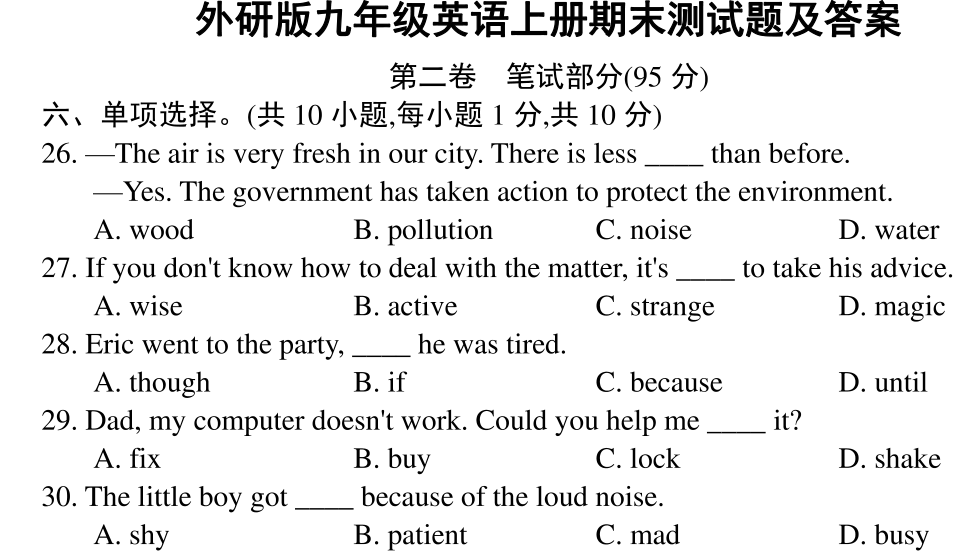 外研版九年级英语上册期末测试题及答案
第二卷 笔试部分(95 分)
六、单项选择。(共 10 小题,每小题 1 分,共 10 分)
26. —The air is very fresh in our city. There is less ____ than before.
—Yes. The government has taken action to protect the environment.
A. wood B. pollution C. noise D. water
27. If you don't know how to deal with the matter, it's ____ to take his advice.
A. wise B. active C. strange D. magic
28. Eric went to the party, ____ he was tired.
A. though B. if C. because D. until
29. Dad, my computer doesn't work. Could you help me ____ it?
A. fix B. buy C. lock D. shake
30. The little boy got ____ because of the loud noise.
A. shy B. patient C. mad D. busy